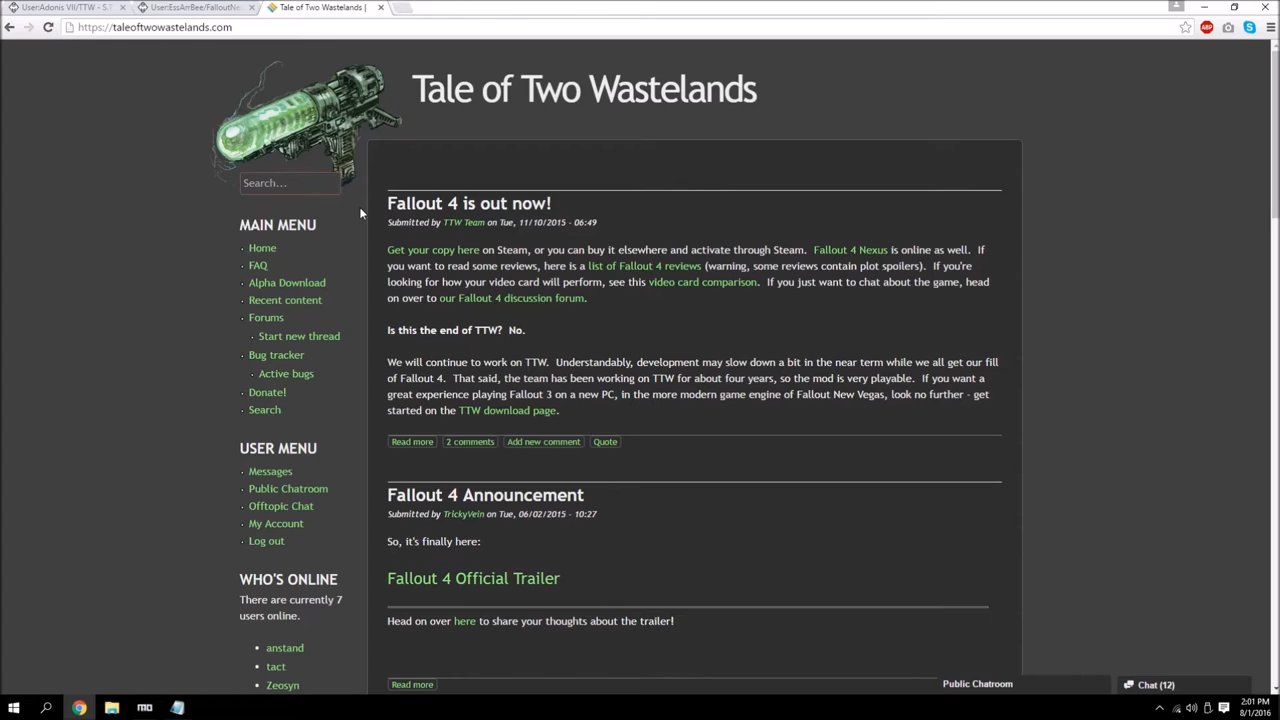 User:Adonis VII/TTW - S.T
User:EssArrBee/FalloutNe
Tale of Two Wastelands |
https://taleoftwowastelands.com
ABP
Tale of Two Wastelands
Search...
MAIN MENU
Home
FAQ
Alpha Download
Recent content
Forums
Start new thread
Bug tracker
Active bugs
Donate!
Search
USER MENU
Messages
Public Chatroom
Offtopic Chat
My Account
Log out
WHO'S ONLINE
There are currently 7
users online.
anstand
tact
Zeosyn
Fallout 4 is out now!
Submitted by TTW Team on Tue, 11/10/2015 - 06:49
Get your copy here on Steam, or you can buy it elsewhere and activate through Steam. Fallout 4 Nexus is online as well. If
you want to read some reviews, here is a list of Fallout 4 reviews (warning, some reviews contain plot spoilers). If you're
looking for how your video card will perform, see this video card comparison. If you just want to chat about the game, head
on over to our Fallout 4 discussion forum.
Is this the end of TTW? No.
We will continue to work on TTW. Understandably, development may slow down a bit in the near term while we all get our fill
of Fallout 4. That said, the team has been working on TTW for about four years, so the mod is very playable. If you want a
great experience playing Fallout 3 on a new PC, in the more modern game engine of Fallout New Vegas, look no further - get
started on the TTW download page.
Read more 2 comments Add new comment Quote
Fallout 4 Announcement
Submitted by TrickyVein on Tue, 06/02/2015 - 10:27
So, it's finally here:
Fallout 4 Official Trailer
Head on over here to share your thoughts about the trailer!
Read more
Public Chatroom
Chat (12)
2:01 PM
8/1/2016